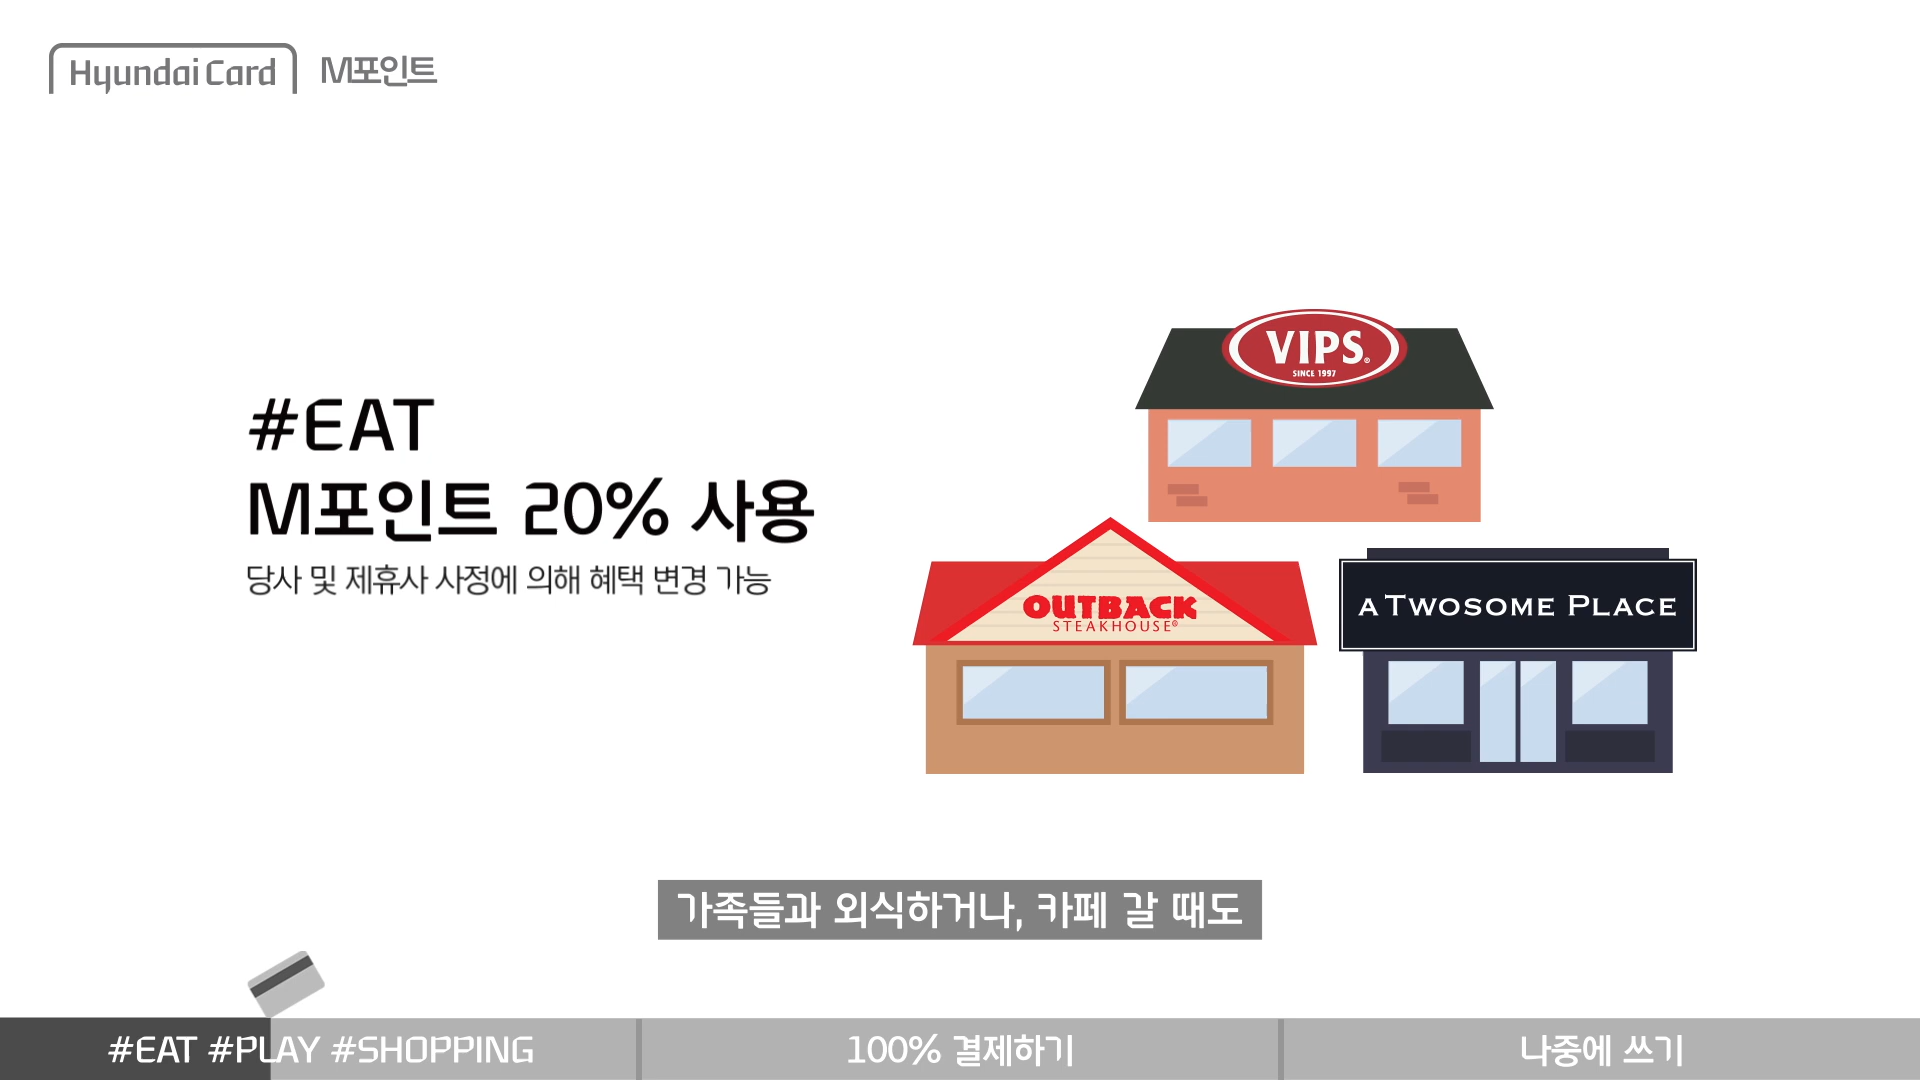 Hyundai Card M포인트
#EAT
M포인트 20% 사용
당사 및 제휴사 사정에 의해 혜택 변경 가능
VIPS®
SINCE 1997
OUTBACK
STEAKHOUSE®
A TWOSOME PLACE
가족들과 외식하거나, 카페 갈 때도
#EAT #PLAY #SHOPPING
100% 결제하기
나중에 쓰기